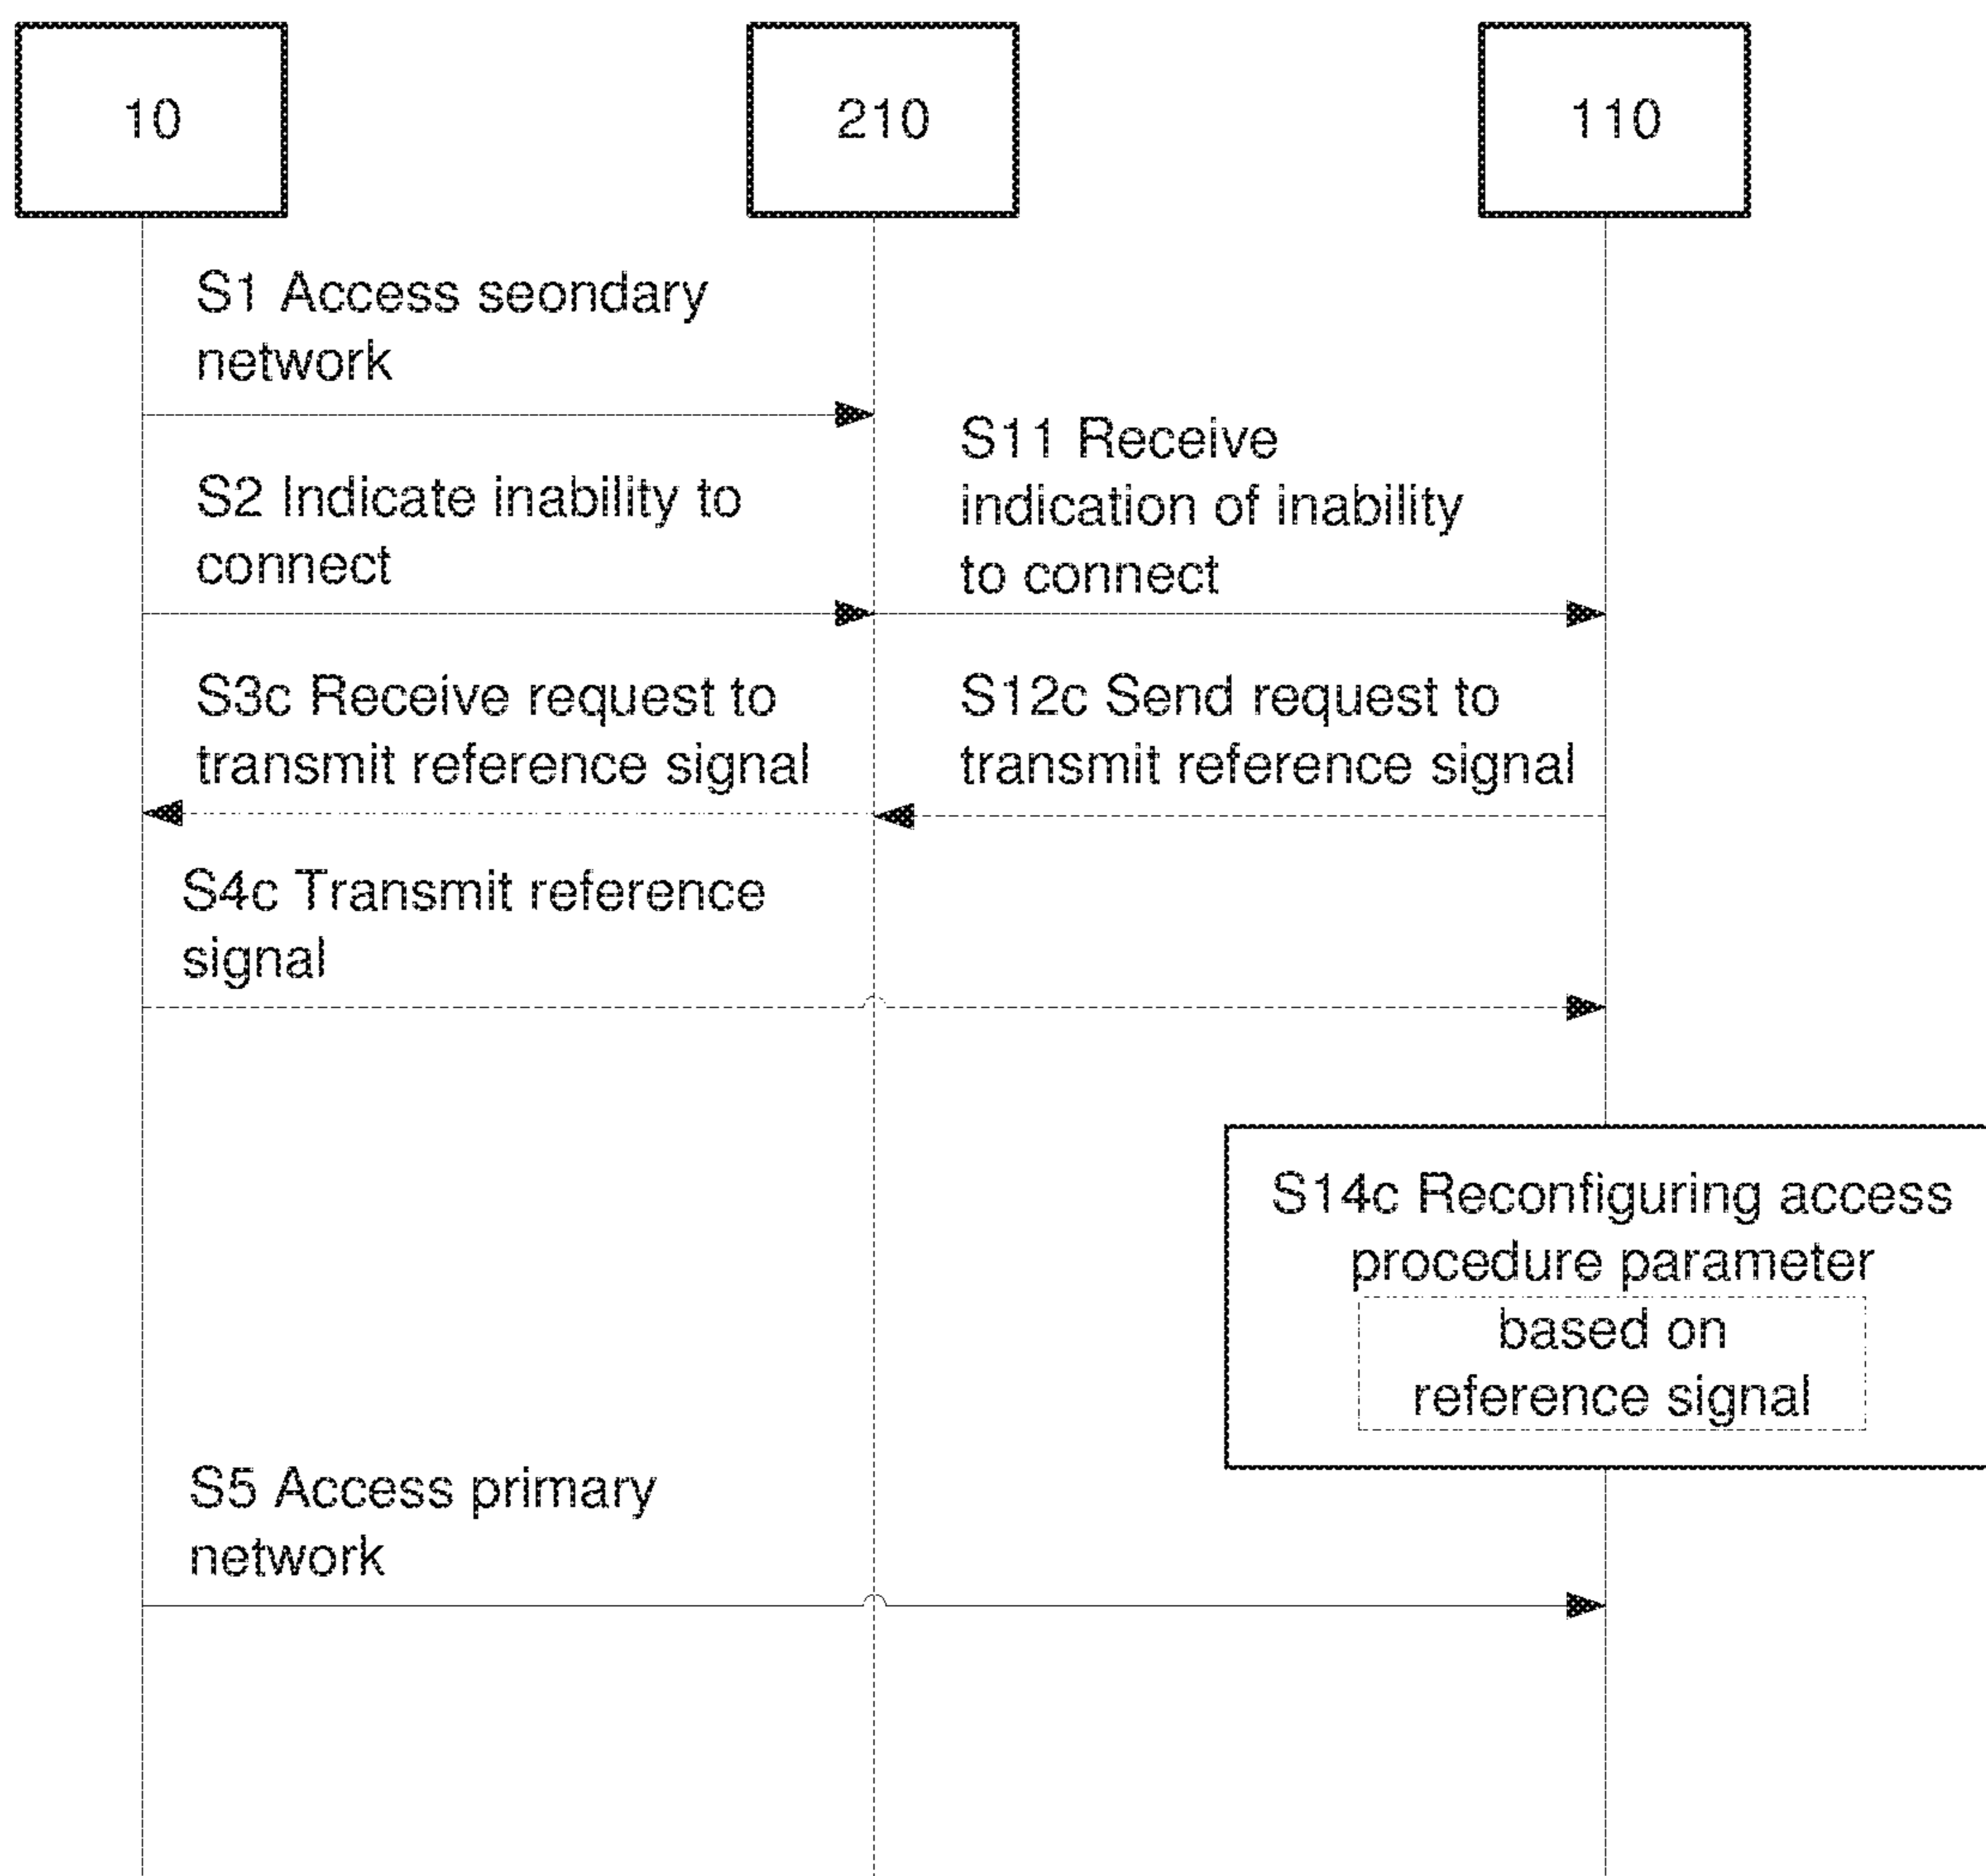 10
210
110
S1 Access seondary
network
S11 Receive
indication of inability
to connect
S2 Indicate inability to
connect
S3c Receive request to
transmit reference signal
S12c Send request to
transmit reference signal
S4c Transmit reference
signal
S14c Reconfiguring access
procedure parameter
based on
reference signal
S5 Access primary
network